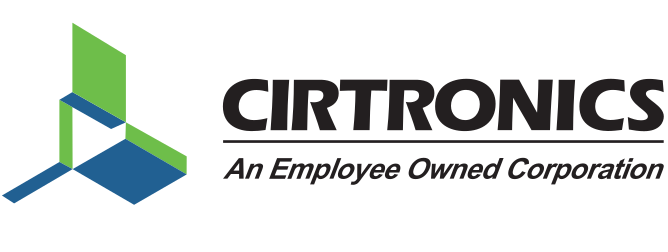 CIRTRONICS
An Employee Owned Corporation